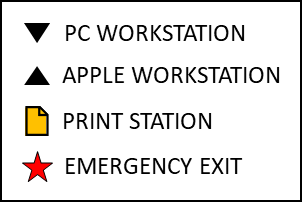 PC WORKSTATION
APPLE WORKSTATION
PRINT STATION
EMERGENCY EXIT